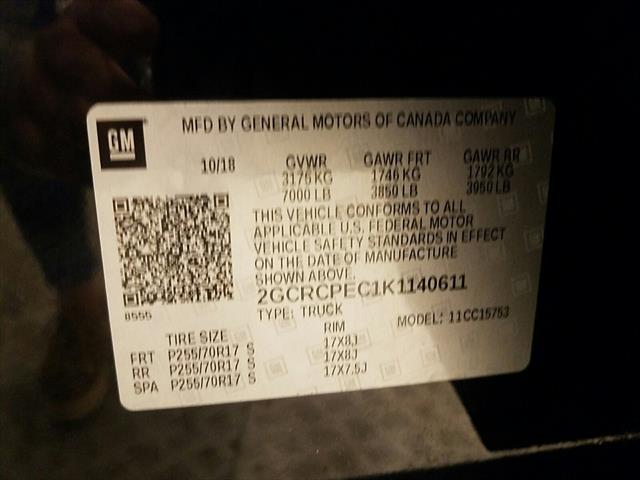 GM
MFD BY GENERAL MOTORS OF CANADA COMPANY
10/18 GVWR GAWR FRT GAWR RR
3175 KG 1746 KG 1792 KG
7000 LB 3850 LB 3950 LB
THIS VEHICLE CONFORMS TO ALL
APPLICABLE U.S. FEDERAL MOTOR
VEHICLE SAFETY STANDARDS IN EFFECT
ON THE DATE OF MANUFACTURE
SHOWN ABOVE.
2GCRCPEC1K1140611
8555
TYPE: TRUCK MODEL: 11CC15753
TIRE SIZE RIM
FRT P255/70R17 S 17X8J
RR P255/70R17 S 17X8J
SPA P255/70R17 S 17X7.5J